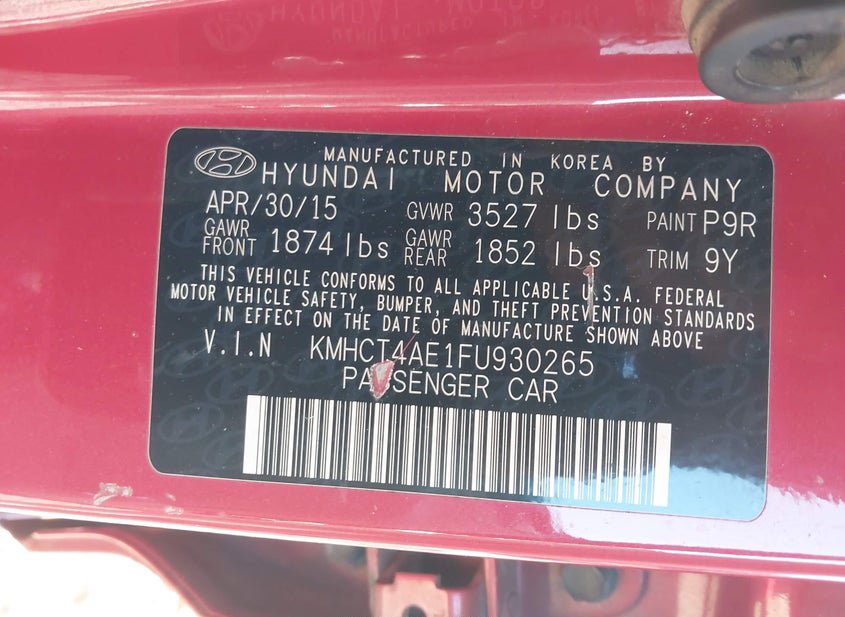 MANUFACTURED IN KOREA BY
HYUNDAI MOTOR COMPANY
APR/30/15 GVWR 3527 lbs PAINT P9R
GAWR FRONT 1874 lbs GAWR REAR 1852 lbs TRIM 9Y
THIS VEHICLE CONFORMS TO ALL APPLICABLE U.S.A. FEDERAL
MOTOR VEHICLE SAFETY, BUMPER, AND THEFT PREVENTION STANDARDS
IN EFFECT ON THE DATE OF MANUFACTURE SHOWN ABOVE
V.I.N KMHCT4AE1FU930265
PASSENGER CAR